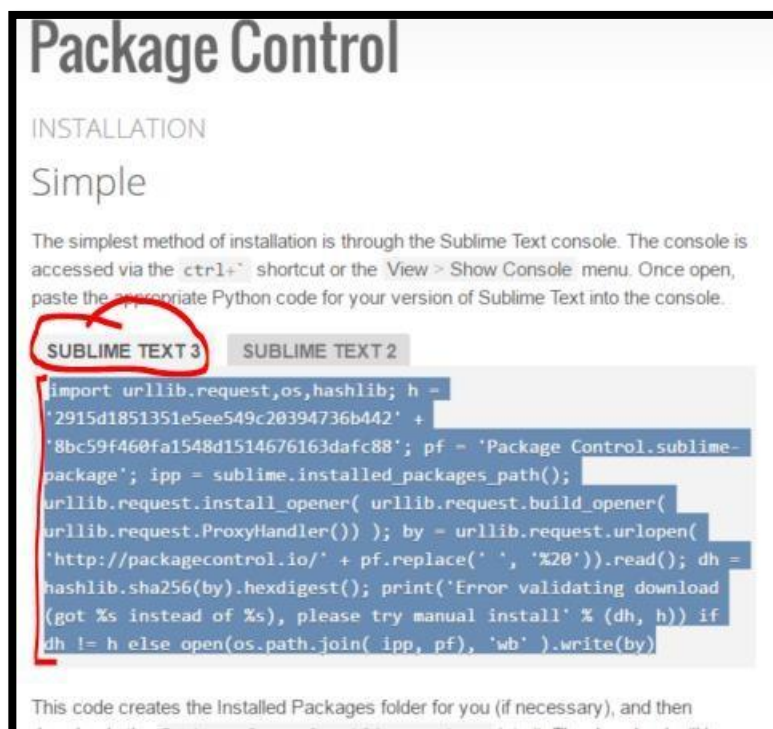 Package Control
INSTALLATION
Simple
The simplest method of installation is through the Sublime Text console. The console is
accessed via the ctrl+` shortcut or the View > Show Console menu. Once open,
paste the appropriate Python code for your version of Sublime Text into the console.
SUBLIME TEXT 3 SUBLIME TEXT 2
import urllib.request,os,hashlib; h =
'2915d1851351e5ee549c20394736b442' +
'8bc59f460fa1548d1514676163dafc88'; pf = 'Package Control.sublime-
package'; ipp = sublime.installed_packages_path();
urllib.request.install_opener( urllib.request.build_opener(
urllib.request.ProxyHandler()) ); by = urllib.request.urlopen(
'http://packagecontrol.io/' + pf.replace(' ', '%20')).read(); dh =
hashlib.sha256(by).hexdigest(); print('Error validating download
(got %s instead of %s), please try manual install' % (dh, h)) if
dh != h else open(os.path.join( ipp, pf), 'wb' ).write(by)
This code creates the Installed Packages folder for you (if necessary), and then